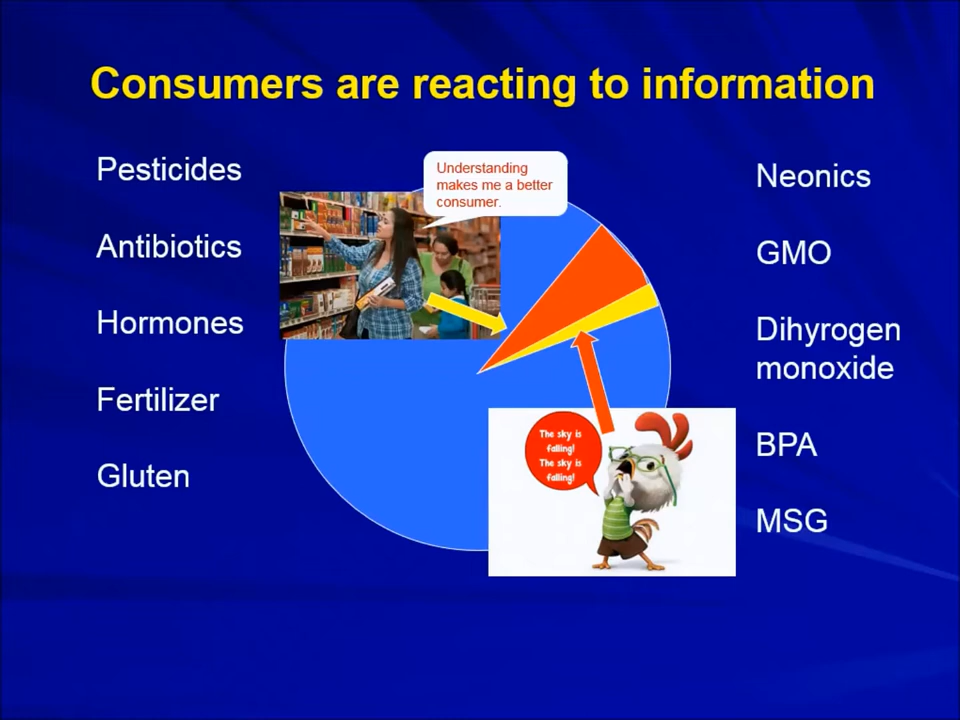 Consumers are reacting to information
Pesticides
Antibiotics
Hormones
Fertilizer
Gluten
Understanding
makes me a better
consumer.
The sky is
falling!
The sky is
falling!
Neonics
GMO
Dihyrogen
monoxide
BPA
MSG